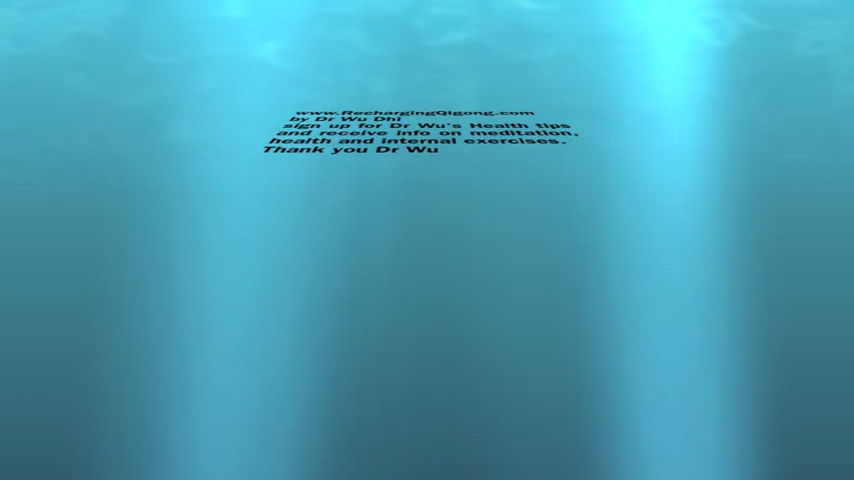 www.RechargingQigong.com
by Dr Wu Dhi
sign up for Dr Wu's Health tips
and receive info on meditation,
health and internal exercises.
Thank you Dr Wu